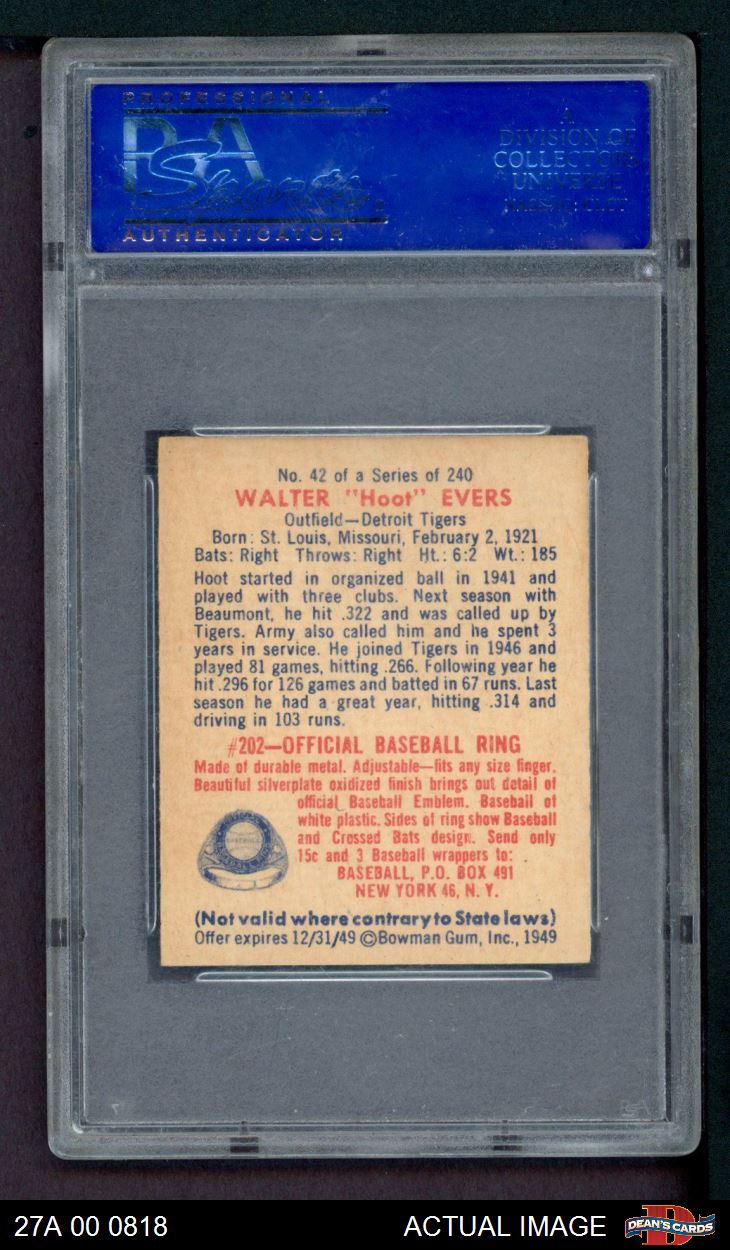 PROFESSIONAL
PSA
AUTHENTICATOR
A
DIVISION OF
COLLECTORS
UNIVERSE
No. 42 of a Series of 240
WALTER "Hoot" EVERS
Outfield—Detroit Tigers
Born: St. Louis, Missouri, February 2, 1921
Bats: Right Throws: Right Ht.: 6:2 Wt.: 185
Hoot started in organized ball in 1941 and
played with three clubs. Next season with
Beaumont, he hit .322 and was called up by
Tigers. Army also called him and he spent 3
years in service. He joined Tigers in 1946 and
played 81 games, hitting .266. Following year he
hit .296 for 126 games and batted in 67 runs. Last
season he had a great year, hitting .314 and
driving in 103 runs.
#202—OFFICIAL BASEBALL RING
Made of durable metal. Adjustable—fits any size finger.
Beautiful silverplate oxidized finish brings out detail of
official Baseball Emblem. Baseball of
white plastic. Sides of ring show Baseball
and Crossed Bats design. Send only
15c and 3 Baseball wrappers to:
BASEBALL, P.O. BOX 491
NEW YORK 46, N. Y.
(Not valid where contrary to State laws)
Offer expires 12/31/49 ©Bowman Gum, Inc., 1949
27A 00 0818
ACTUAL IMAGE
DEAN'S CARDS